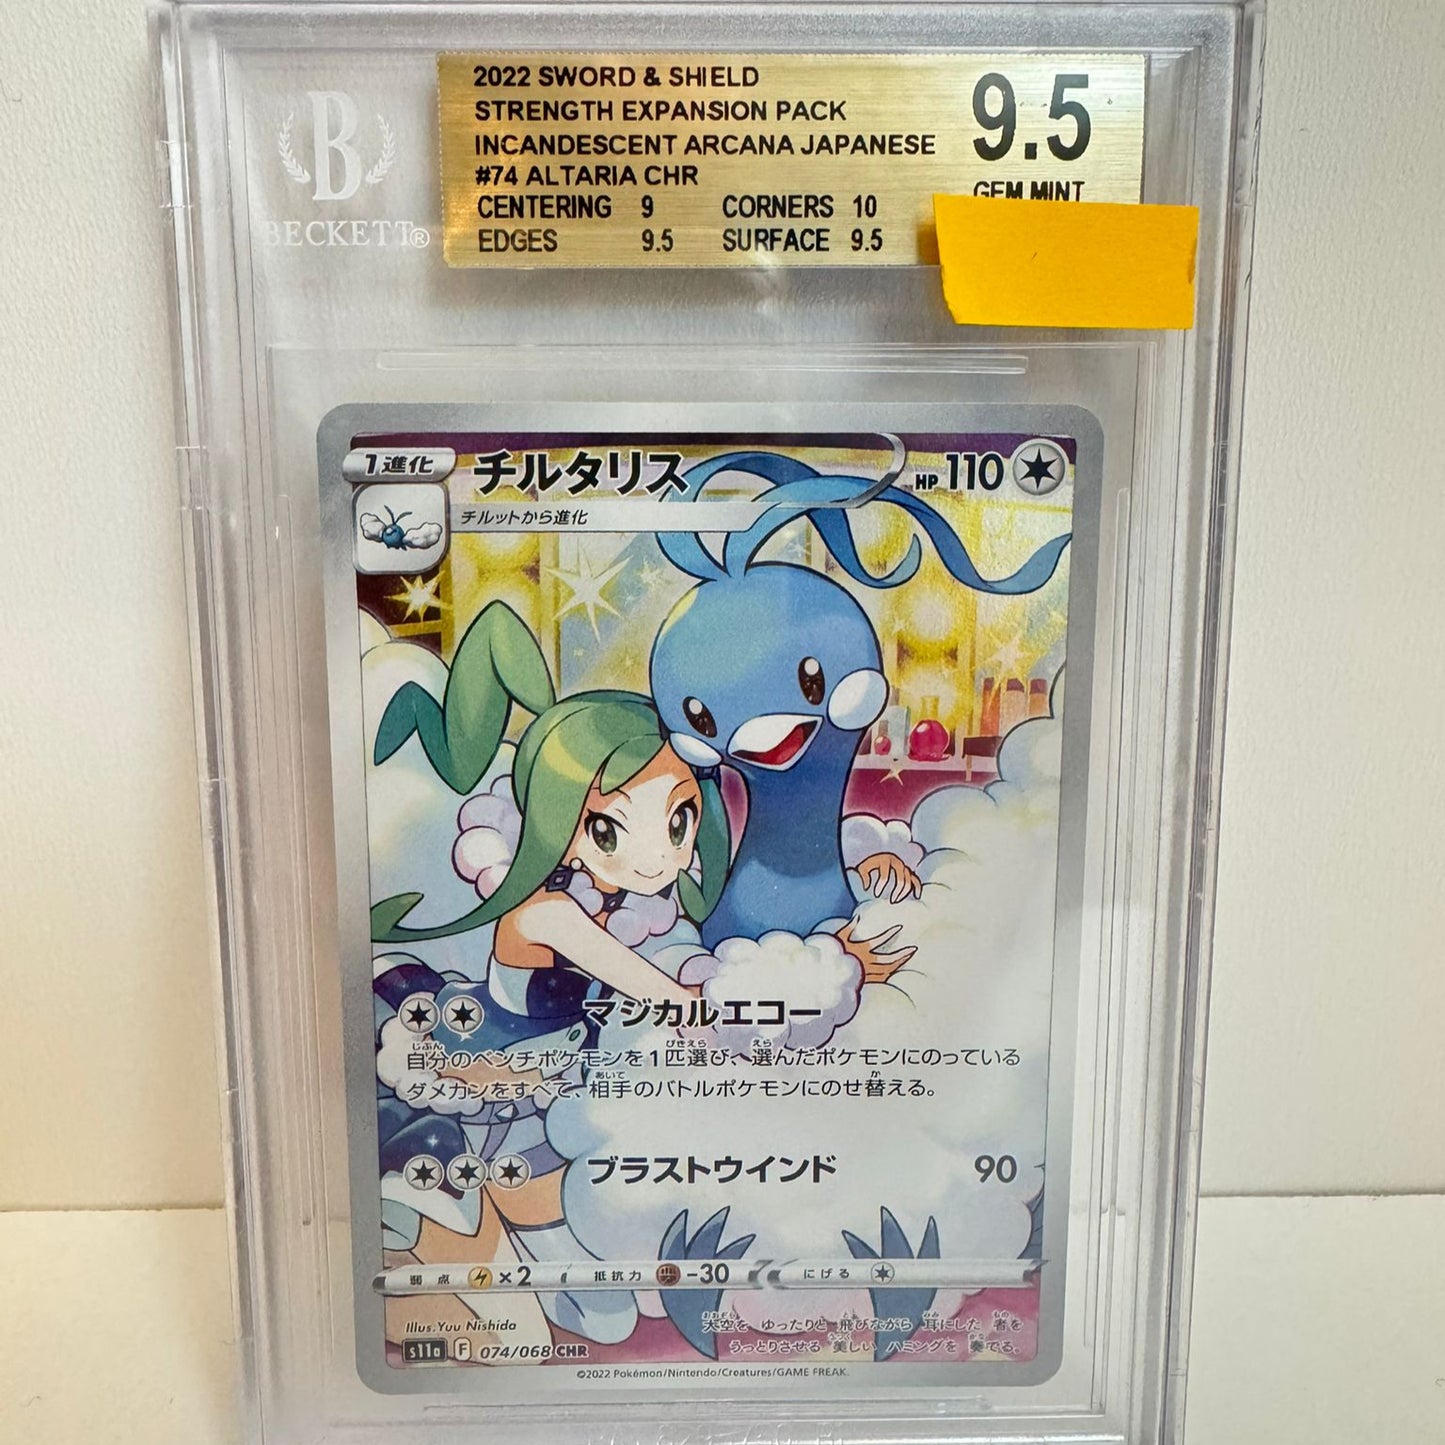 2022 SWORD & SHIELD
STRENGTH EXPANSION PACK
INCANDESCENT ARCANA JAPANESE
#74 ALTARIA CHR
CENTERING 9 CORNERS 10
EDGES 9.5 SURFACE 9.5
9.5
GEM MINT
B
BECKETT®
1進化
チルタリス
HP 110
チルットから進化
マジカルエコー
自分のベンチポケモンを1匹選び、選んだポケモンにのっている
ダメカンをすべて、相手のバトルポケモンにのせ替える。
ブラストウインド 90
弱点 ×2 抵抗力 -30 にげる
Illus. Yuu Nishida
大空を ゆったりと 飛びながら 耳にした 者を
うっとりさせる 美しい ハミングを 奏でる。
s11a F 074/068 CHR
©2022 Pokémon/Nintendo/Creatures/GAME FREAK.